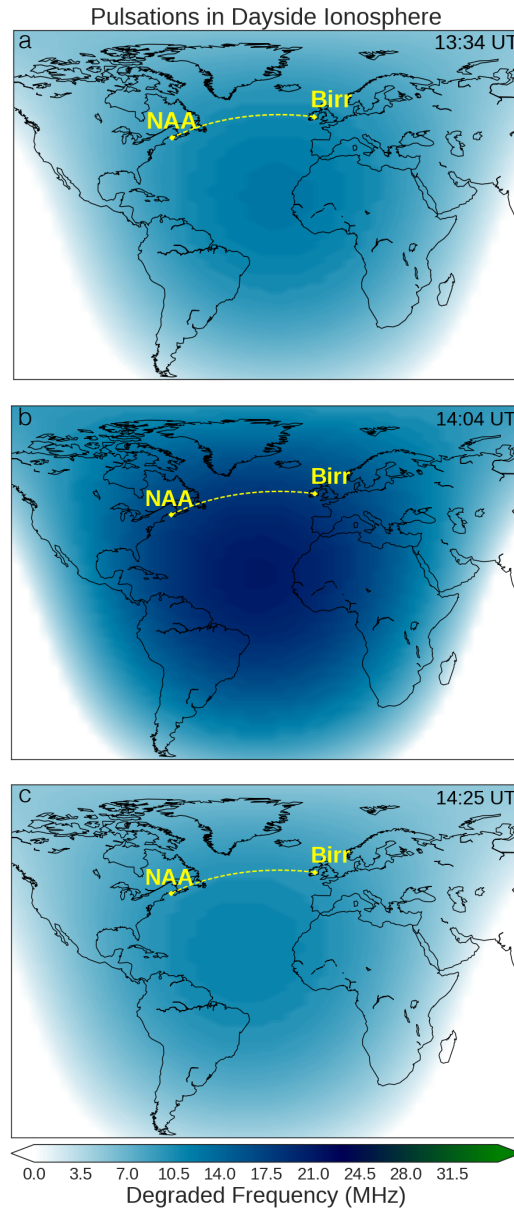 Pulsations in Dayside Ionosphere
a
13:34 UT
NAA
Birr
b
14:04 UT
NAA
Birr
c
14:25 UT
NAA
Birr
0.0 3.5 7.0 10.5 14.0 17.5 21.0 24.5 28.0 31.5
Degraded Frequency (MHz)